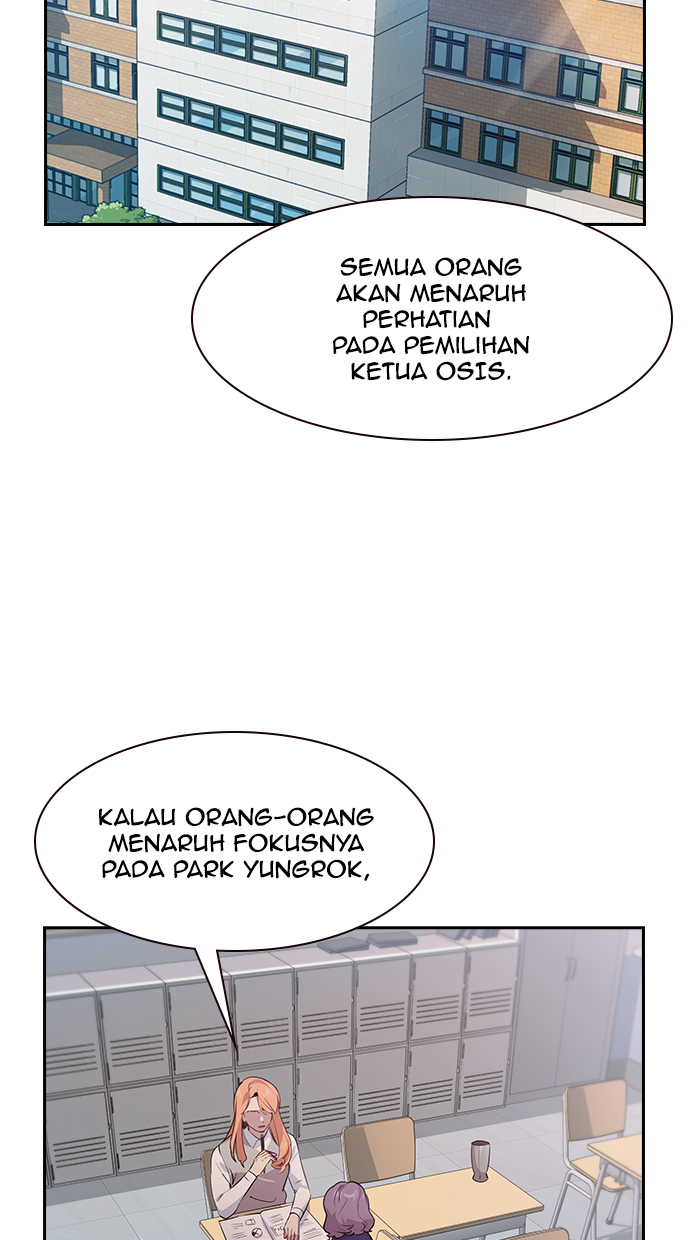 SEMUA ORANG
AKAN MENARUH
PERHATIAN
PADA PEMILIHAN
KETUA OSIS.
KALAU ORANG-ORANG
MENARUH FOKUSNYA
PADA PARK YUNGROK,